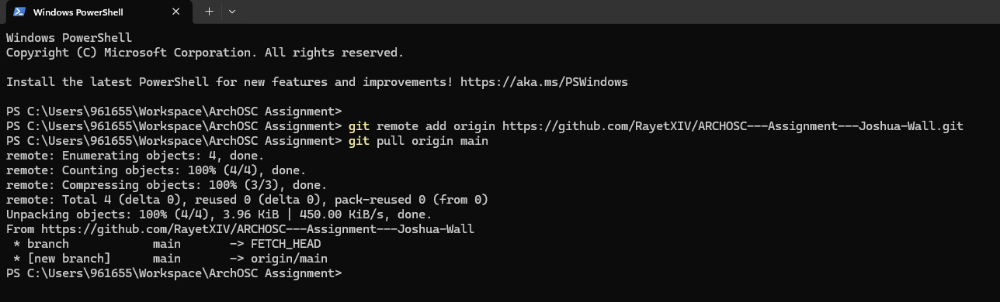 Windows PowerShell
Windows PowerShell
Copyright (C) Microsoft Corporation. All rights reserved.
Install the latest PowerShell for new features and improvements! https://aka.ms/PSWindows
PS C:\Users\961655\Workspace\ArchOSC Assignment>
PS C:\Users\961655\Workspace\ArchOSC Assignment> git remote add origin https://github.com/RayetXIV/ARCHOSC---Assignment---Joshua-Wall.git
PS C:\Users\961655\Workspace\ArchOSC Assignment> git pull origin main
remote: Enumerating objects: 4, done.
remote: Counting objects: 100% (4/4), done.
remote: Compressing objects: 100% (3/3), done.
remote: Total 4 (delta 0), reused 0 (delta 0), pack-reused 0 (from 0)
Unpacking objects: 100% (4/4), 3.96 KiB | 450.00 KiB/s, done.
From https://github.com/RayetXIV/ARCHOSC---Assignment---Joshua-Wall
 * branch            main       -> FETCH_HEAD
 * [new branch]      main       -> origin/main
PS C:\Users\961655\Workspace\ArchOSC Assignment>